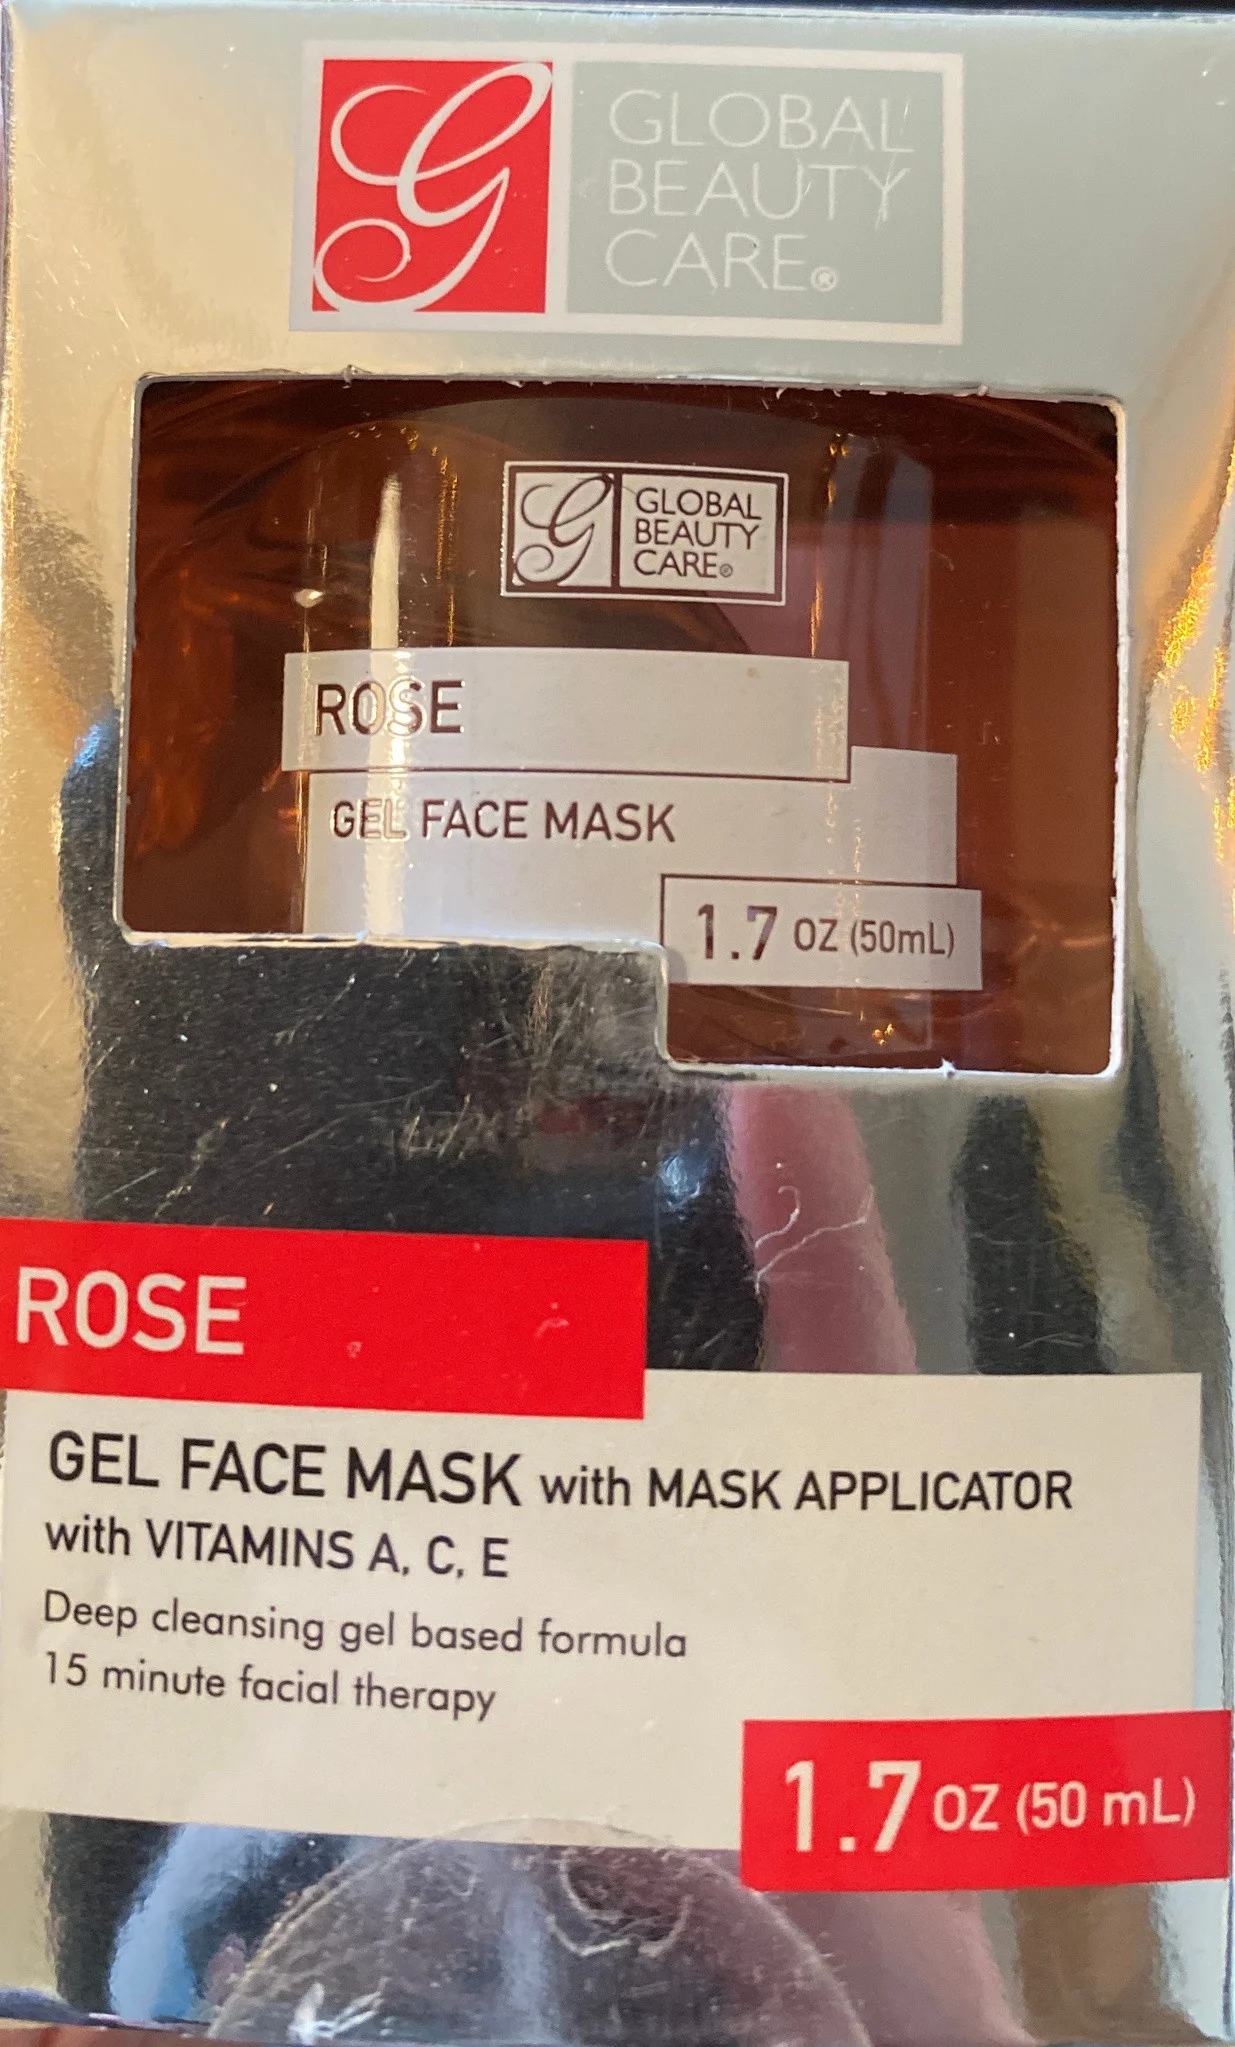 G
GLOBAL
BEAUTY
CARE®
G
GLOBAL
BEAUTY
CARE®
ROSE
GEL FACE MASK
1.7 OZ (50mL)
ROSE
GEL FACE MASK with MASK APPLICATOR
with VITAMINS A, C, E
Deep cleansing gel based formula
15 minute facial therapy
1.7 OZ (50 mL)